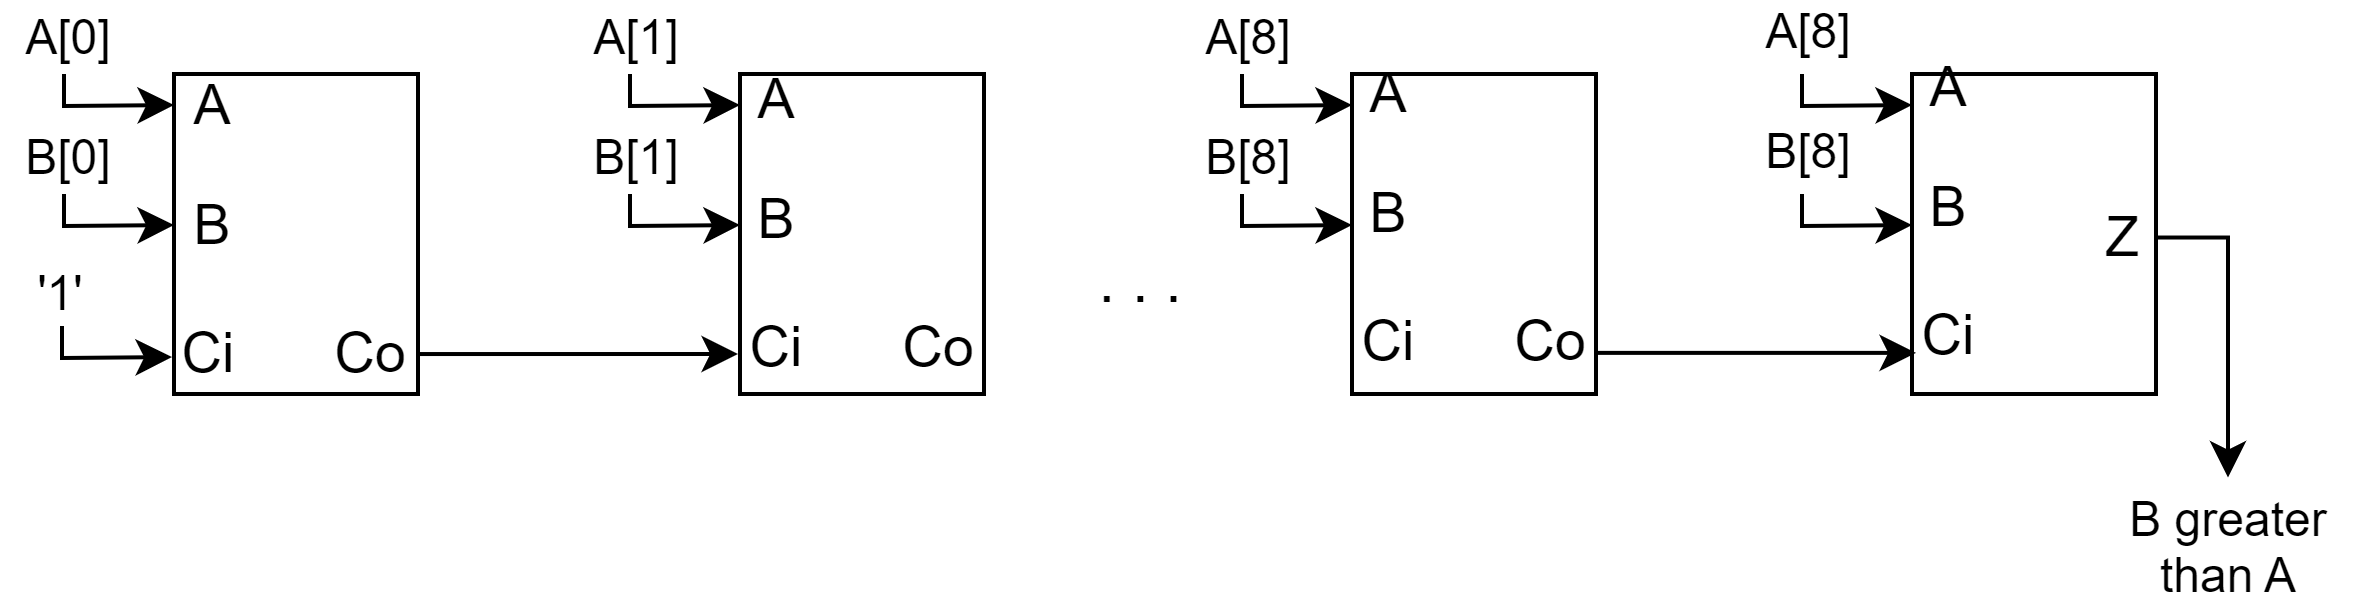 A[0]
A[1]
A[8]
A[8]
A
A
A
A
B[0]
B[1]
B[8]
B[8]
B
B
B
B
Z
'1'
. . .
Ci Co
Ci Co
Ci Co
Ci
B greater
than A